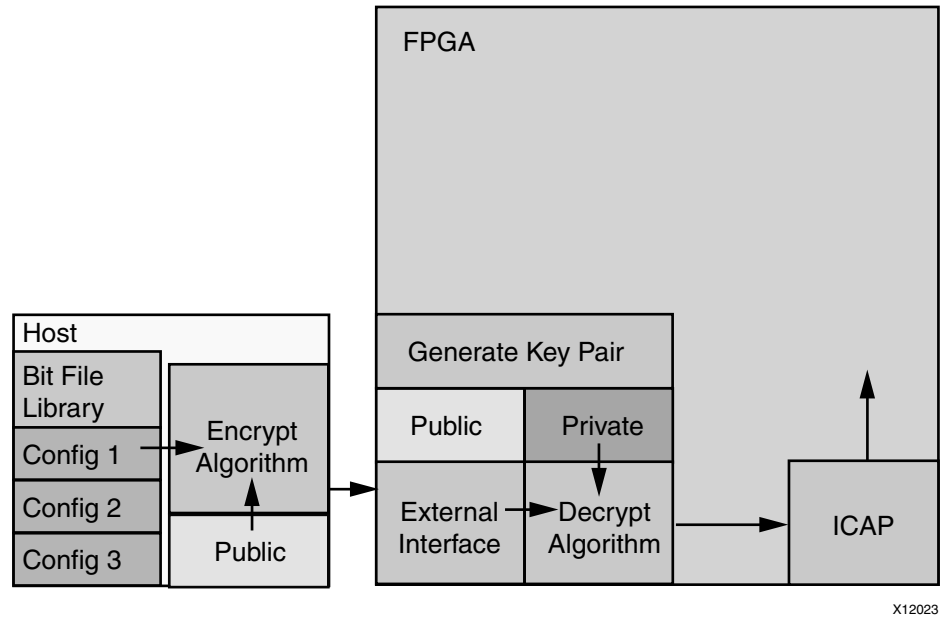 FPGA
Host
Bit File
Library
Config 1
Config 2
Config 3
Encrypt
Algorithm
Public
Generate Key Pair
Public
Private
External
Interface
Decrypt
Algorithm
ICAP
X12023